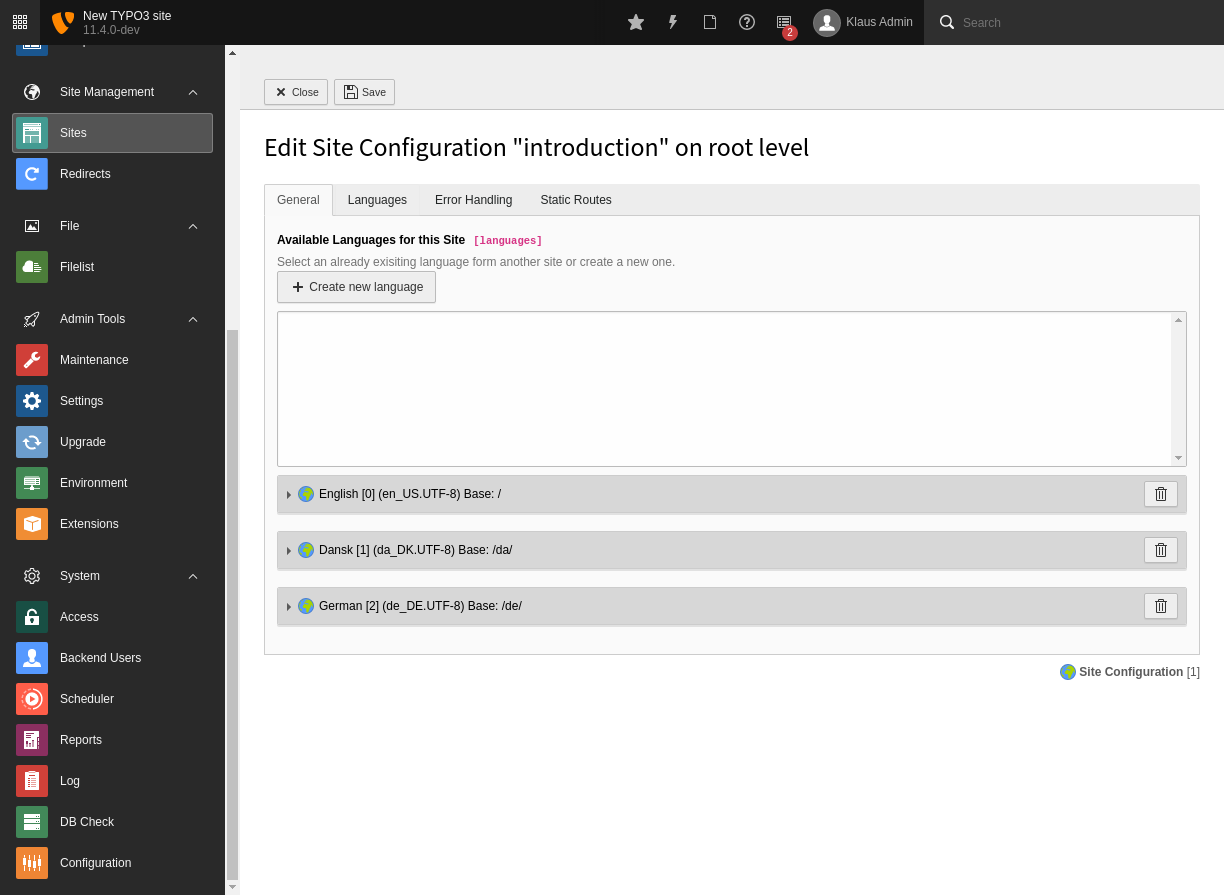 New TYPO3 site
11.4.0-dev
2
Klaus Admin
Search
Site Management
Sites
Redirects
File
Filelist
Admin Tools
Maintenance
Settings
Upgrade
Environment
Extensions
System
Access
Backend Users
Scheduler
Reports
Log
DB Check
Configuration
Close
Save
Edit Site Configuration "introduction" on root level
General
Languages
Error Handling
Static Routes
Available Languages for this Site [languages]
Select an already exisiting language form another site or create a new one.
Create new language
English [0] (en_US.UTF-8) Base: /
Dansk [1] (da_DK.UTF-8) Base: /da/
German [2] (de_DE.UTF-8) Base: /de/
Site Configuration [1]